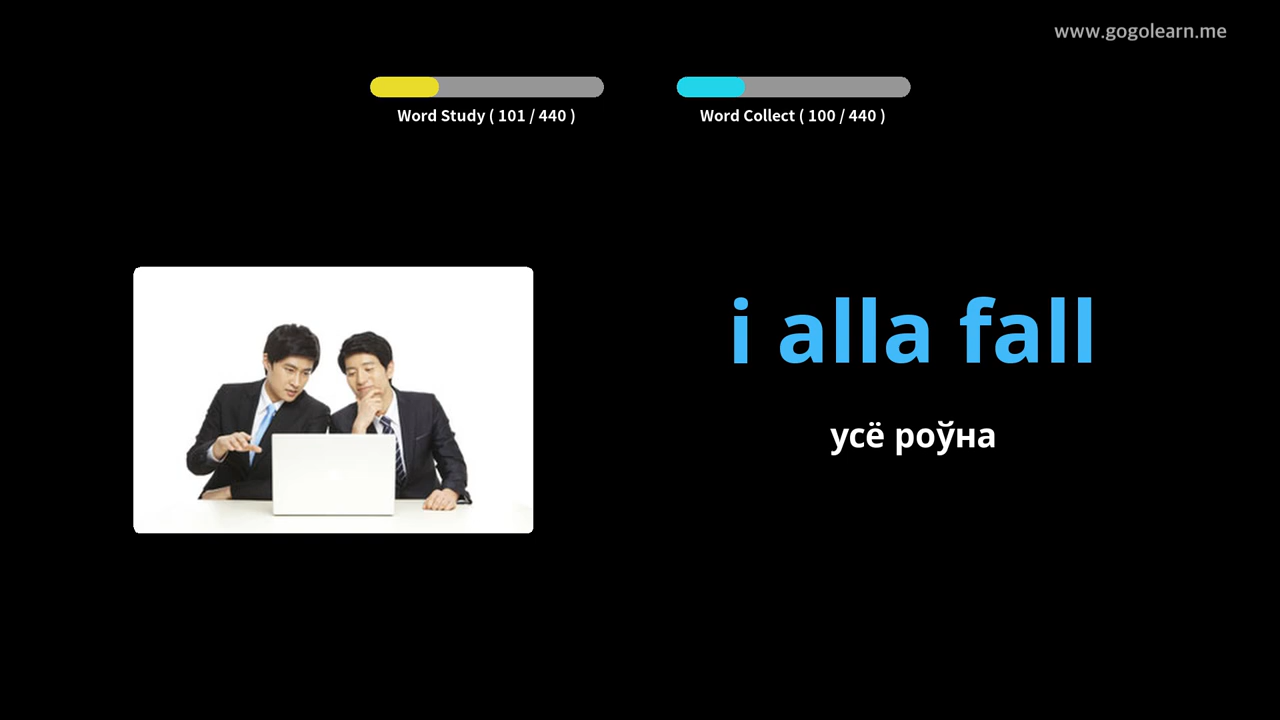 www.gogolearn.me
Word Study ( 101 / 440 )
Word Collect ( 100 / 440 )
i alla fall
усё роўна